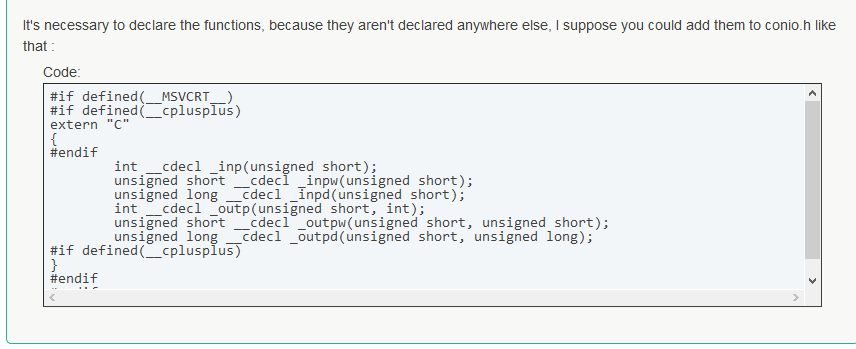 It's necessary to declare the functions, because they aren't declared anywhere else, I suppose you could add them to conio.h like
that :
Code:
#if defined(__MSVCRT__)
#if defined(__cplusplus)
extern "C"
{
#endif
int __cdecl _inp(unsigned short);
unsigned short __cdecl _inpw(unsigned short);
unsigned long __cdecl _inpd(unsigned short);
int __cdecl _outp(unsigned short, int);
unsigned short __cdecl _outpw(unsigned short, unsigned short);
unsigned long __cdecl _outpd(unsigned short, unsigned long);
#if defined(__cplusplus)
}
#endif